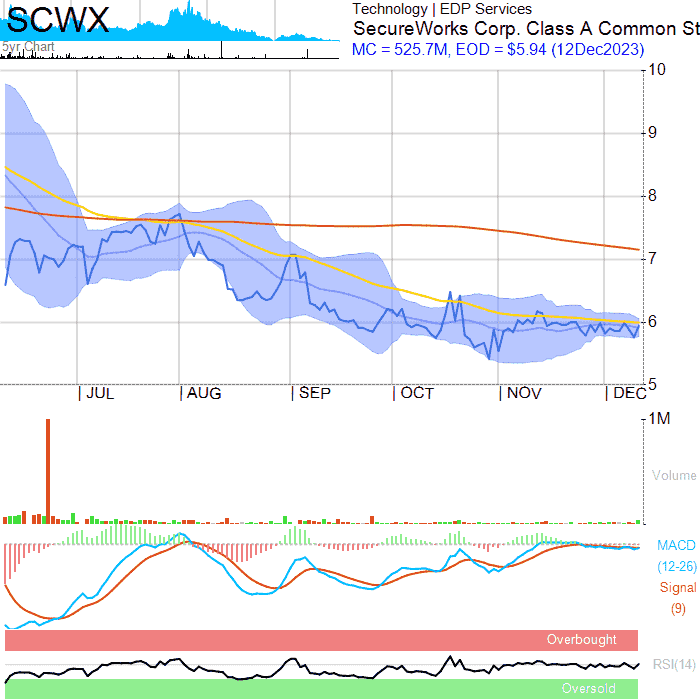 SCWX
Technology | EDP Services
SecureWorks Corp. Class A Common St
5yr Chart
MC = 525.7M, EOD = $5.94 (12Dec2023)
10
9
8
7
6
5
JUL
AUG
SEP
OCT
NOV
DEC
1M
Volume
MACD
(12-26)
Signal
(9)
Overbought
RSI(14)
Oversold